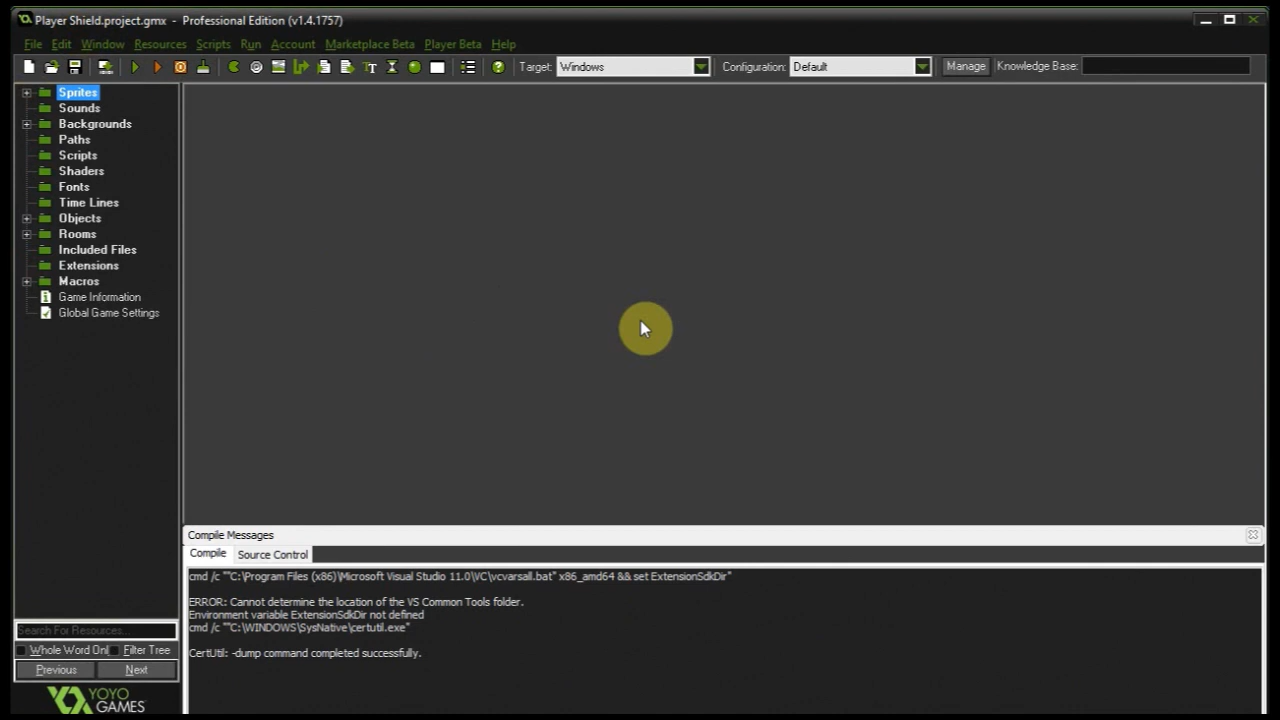 Player Shield.project.gmx - Professional Edition (v1.4.1757)
File Edit Window Resources Scripts Run Account Marketplace Beta Player Beta Help
Target: Windows Configuration: Default Manage Knowledge Base:
Sprites
Sounds
Backgrounds
Paths
Scripts
Shaders
Fonts
Time Lines
Objects
Rooms
Included Files
Extensions
Macros
Game Information
Global Game Settings
Search For Resources...
Whole Word Onl Filter Tree
Previous Next
YOYO
GAMES
Compile Messages
Compile Source Control
cmd /c ""C:\Program Files (x86)\Microsoft Visual Studio 11.0\VC\vcvarsall.bat" x86_amd64 && set ExtensionSdkDir"
ERROR: Cannot determine the location of the VS Common Tools folder.
Environment variable ExtensionSdkDir not defined
cmd /c ""C:\WINDOWS\SysNative\certutil.exe"
CertUtil: -dump command completed successfully.